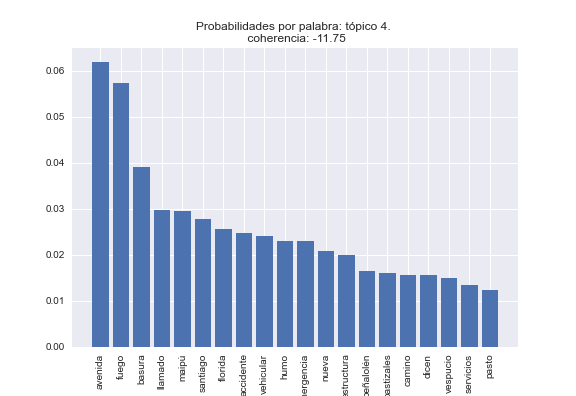 Probabilidades por palabra: tópico 4.
coherencia: -11.75
0.06
0.05
0.04
0.03
0.02
0.01
0.00
avenida
fuego
basura
llamado
maipú
santiago
florida
accidente
vehicular
humo
nergencia
nueva
structura
peñalolén
pastizales
camino
dicen
vespucio
servicios
pasto